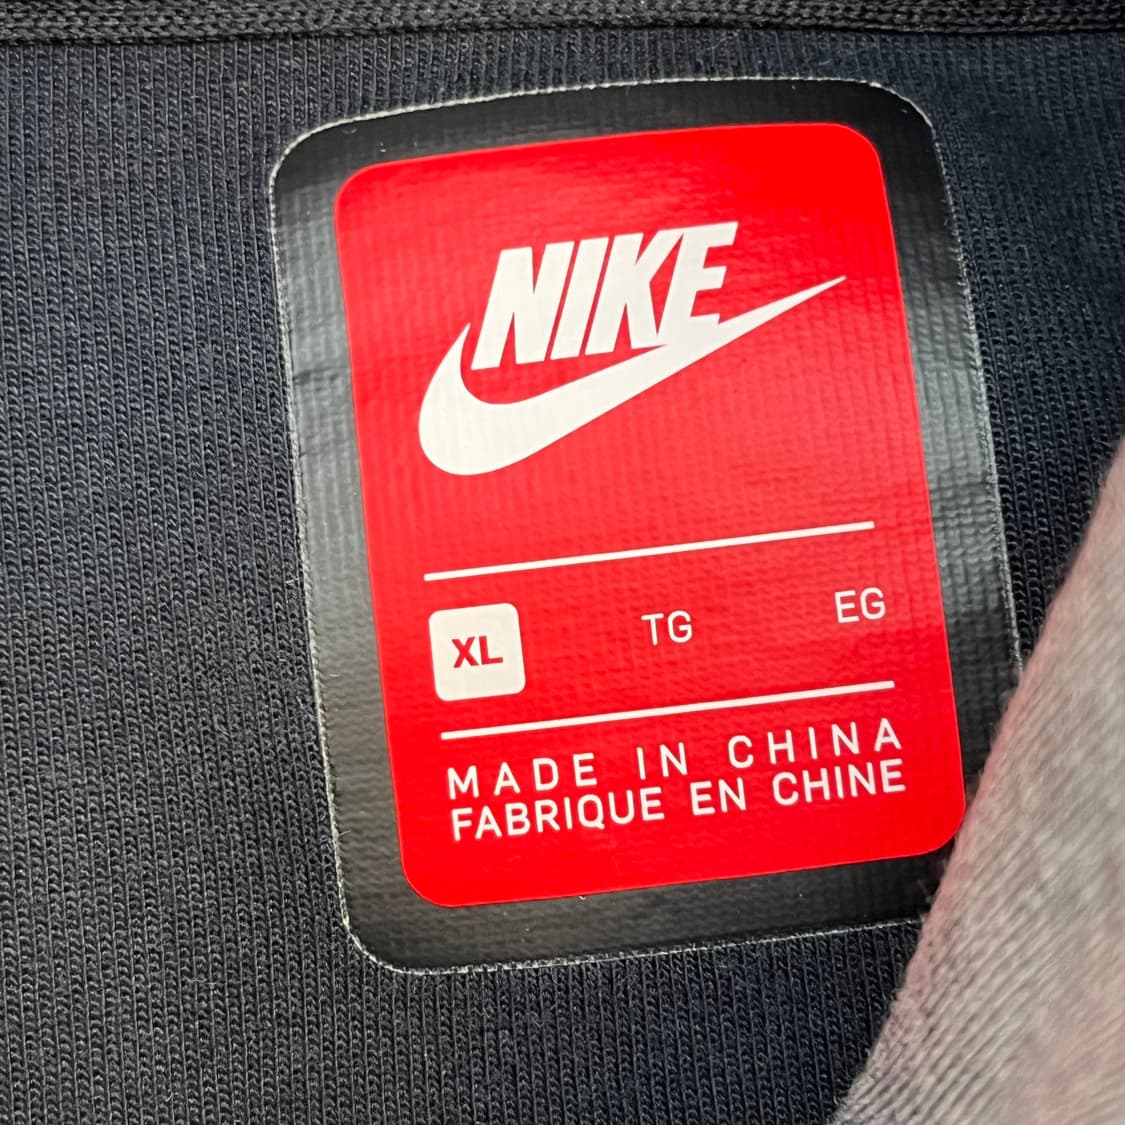 NIKE
XL TG EG
MADE IN CHINA
FABRIQUE EN CHINE